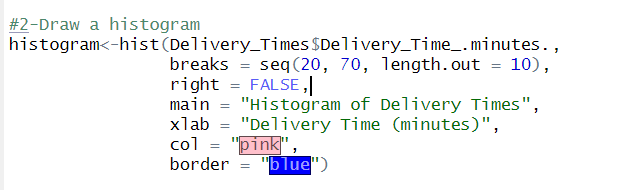 #2-Draw a histogram
histogram<-hist(Delivery_Times$Delivery_Time_.minutes.,
breaks = seq(20, 70, length.out = 10),
right = FALSE,
main = "Histogram of Delivery Times",
xlab = "Delivery Time (minutes)",
col = "pink",
border = "blue")